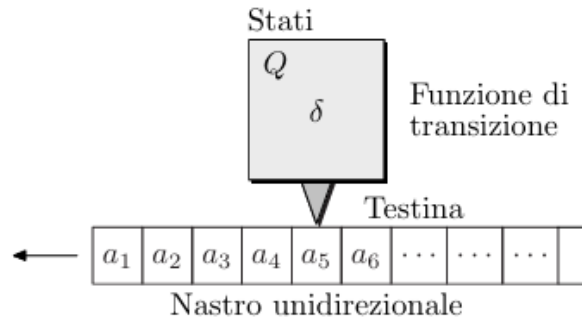 Stati
Q
δ
Funzione di
transizione
Testina
a₁ a₂ a₃ a₄ a₅ a₆ ··· ··· ···
Nastro unidirezionale